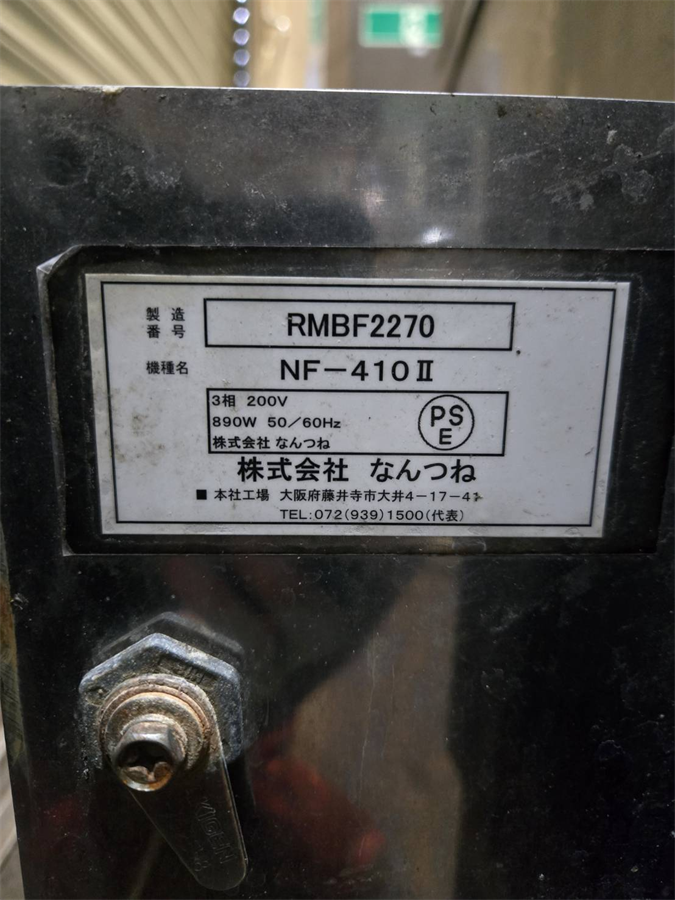 製造
番号
RMBF2270
機種名
NF-410Ⅱ
3相 200V
890W 50/60Hz
株式会社 なんつね
PS
E
株式会社 なんつね
■ 本社工場 大阪府藤井寺市大井4-17-41
TEL:072(939)1500(代表)